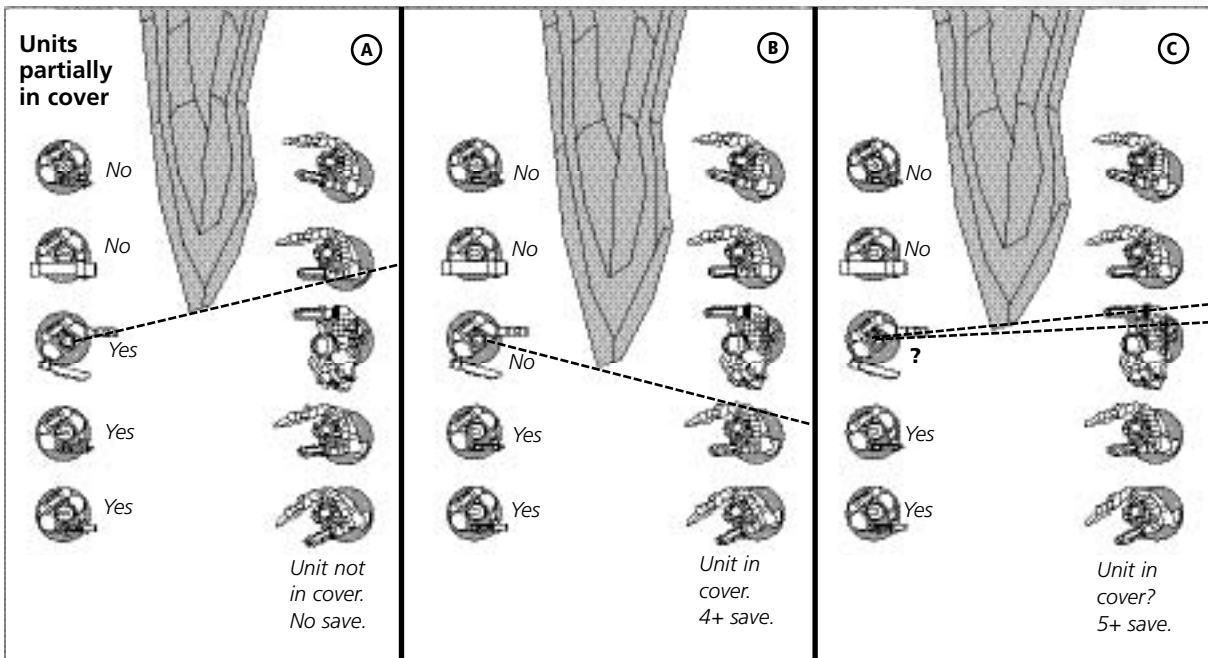 Units
partially
in cover
A
No
No
Yes
Yes
Yes
Unit not
in cover.
No save.
B
No
No
No
Yes
Yes
Unit in
cover.
4+ save.
C
No
No
?
Yes
Yes
Unit in
cover?
5+ save.